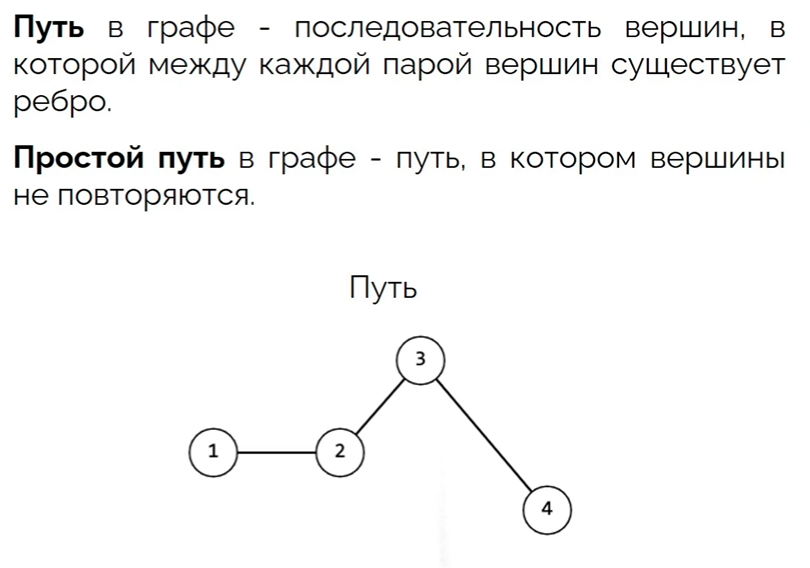 Путь в графе - последовательность вершин, в
которой между каждой парой вершин существует
ребро.
Простой путь в графе - путь, в котором вершины
не повторяются.
Путь
3
1
2
4